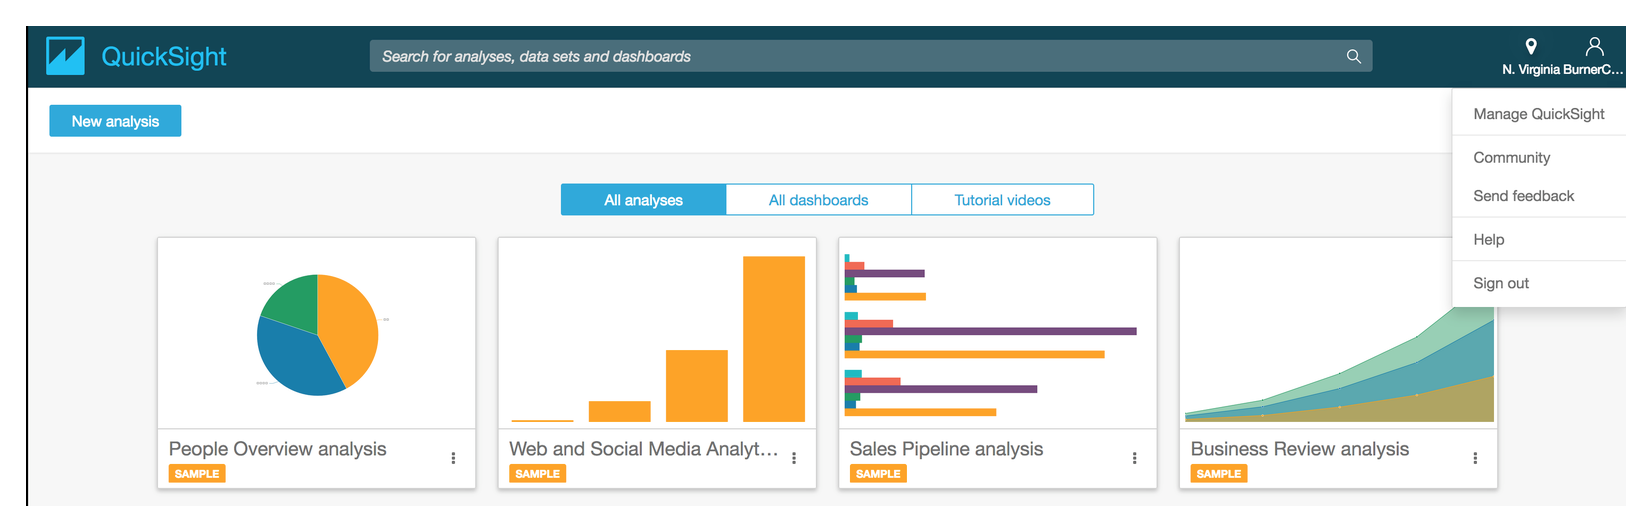 QuickSight
Search for analyses, data sets and dashboards
N. Virginia BurnerC...
New analysis
Manage QuickSight
Community
Send feedback
Help
Sign out
All analyses
All dashboards
Tutorial videos
People Overview analysis
SAMPLE
Web and Social Media Analyt...
SAMPLE
Sales Pipeline analysis
SAMPLE
Business Review analysis
SAMPLE